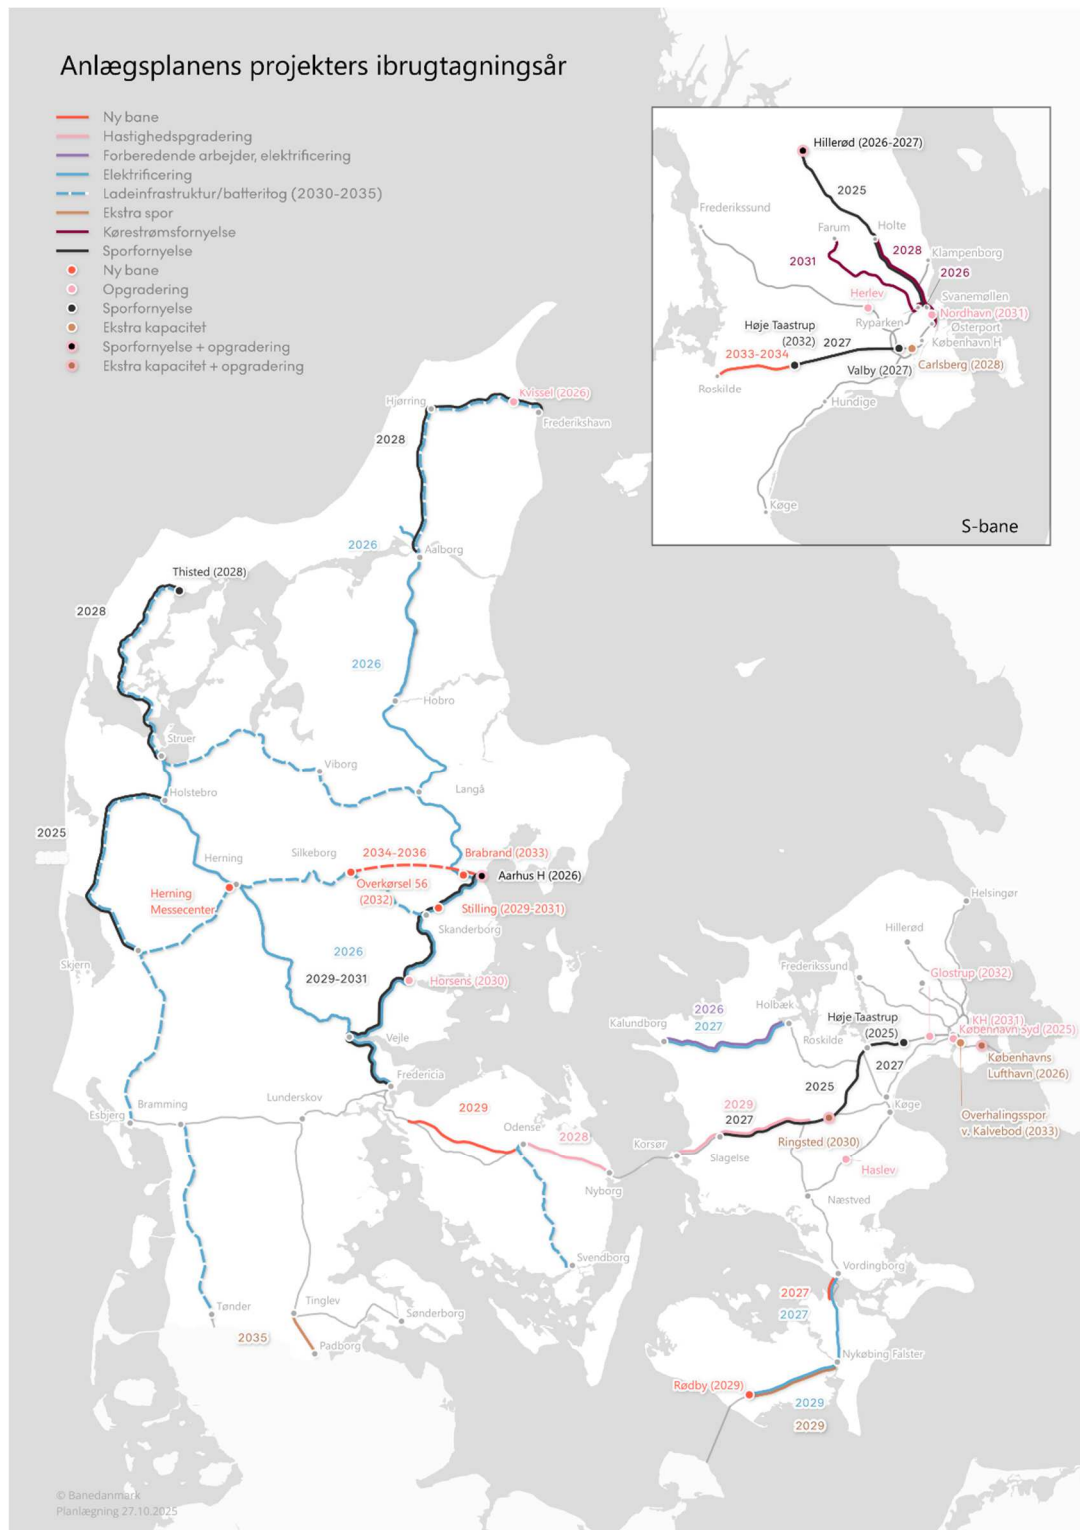 Anlægsplanens projekters ibrugtagningsår
Ny bane
Hastighedspgradering
Forberedende arbejder, elektrificering
Elektrificering
Ladeinfrastruktur/batteritog (2030-2035)
Ekstra spor
Kørestrømsfornyelse
Sporfornyelse
Ny bane
Opgradering
Sporfornyelse
Ekstra kapacitet
Sporfornyelse + opgradering
Ekstra kapacitet + opgradering
Hillerød (2026-2027)
2025
Frederikssund
Farum
Holte
2028
Klampenborg
2031
2026
Herlev
Svanemøllen
Nordhavn (2031)
Ryparken
Østerport
Høje Taastrup
(2032)
2027
København H
2033-2034
Valby (2027)
Carlsberg (2028)
Roskilde
Hundige
Køge
S-bane
Hjørring
Kvissel (2026)
Frederikshavn
2028
2026
Aalborg
Thisted (2028)
2028
2026
Hobro
Struer
Viborg
Holstebro
Langå
2025
Herning
Silkeborg
2034-2036
Brabrand (2033)
Aarhus H (2026)
Herning
Messecenter
Overkørsel 56
(2032)
Stilling (2029-2031)
Skanderborg
Skjern
2026
2029-2031
Horsens (2030)
Vejle
Fredericia
Esbjerg
Bramming
Lunderskov
2029
Odense
2028
Nyborg
Svendborg
Tønder
Tinglev
Sønderborg
2035
Padborg
Helsingør
Hillerød
Frederikssund
Glostrup (2032)
2026
2027
Kalundborg
Holbæk
Høje Taastrup
(2025)
KH (2031)
København Syd (2025)
Roskilde
2027
Københavns
Lufthavn (2026)
2025
2029
2027
Køge
Overhalingsspor
v. Kalvebod (2033)
Korsør
Slagelse
Ringsted (2030)
Haslev
Næstved
Vordingborg
2027
2027
Nykøbing Falster
Rødby (2029)
2029
2029
© Banedanmark
Planlægning 27.10.2025